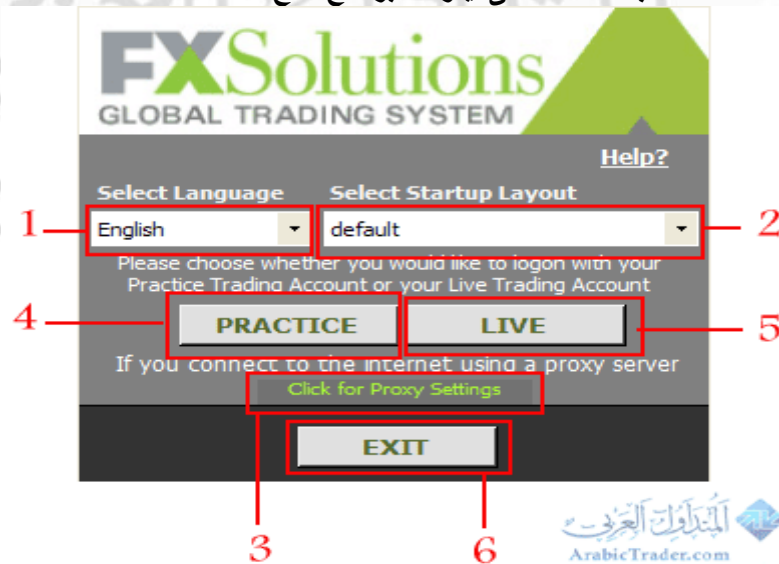 FXSolutions
GLOBAL TRADING SYSTEM
Help?
Select Language Select Startup Layout
1 English default 2
Please choose whether you would like to logon with your
Practice Trading Account or your Live Trading Account
4 PRACTICE LIVE 5
If you connect to the internet using a proxy server
Click for Proxy Settings
EXIT
3 6
المتداول العربي
ArabicTrader.com